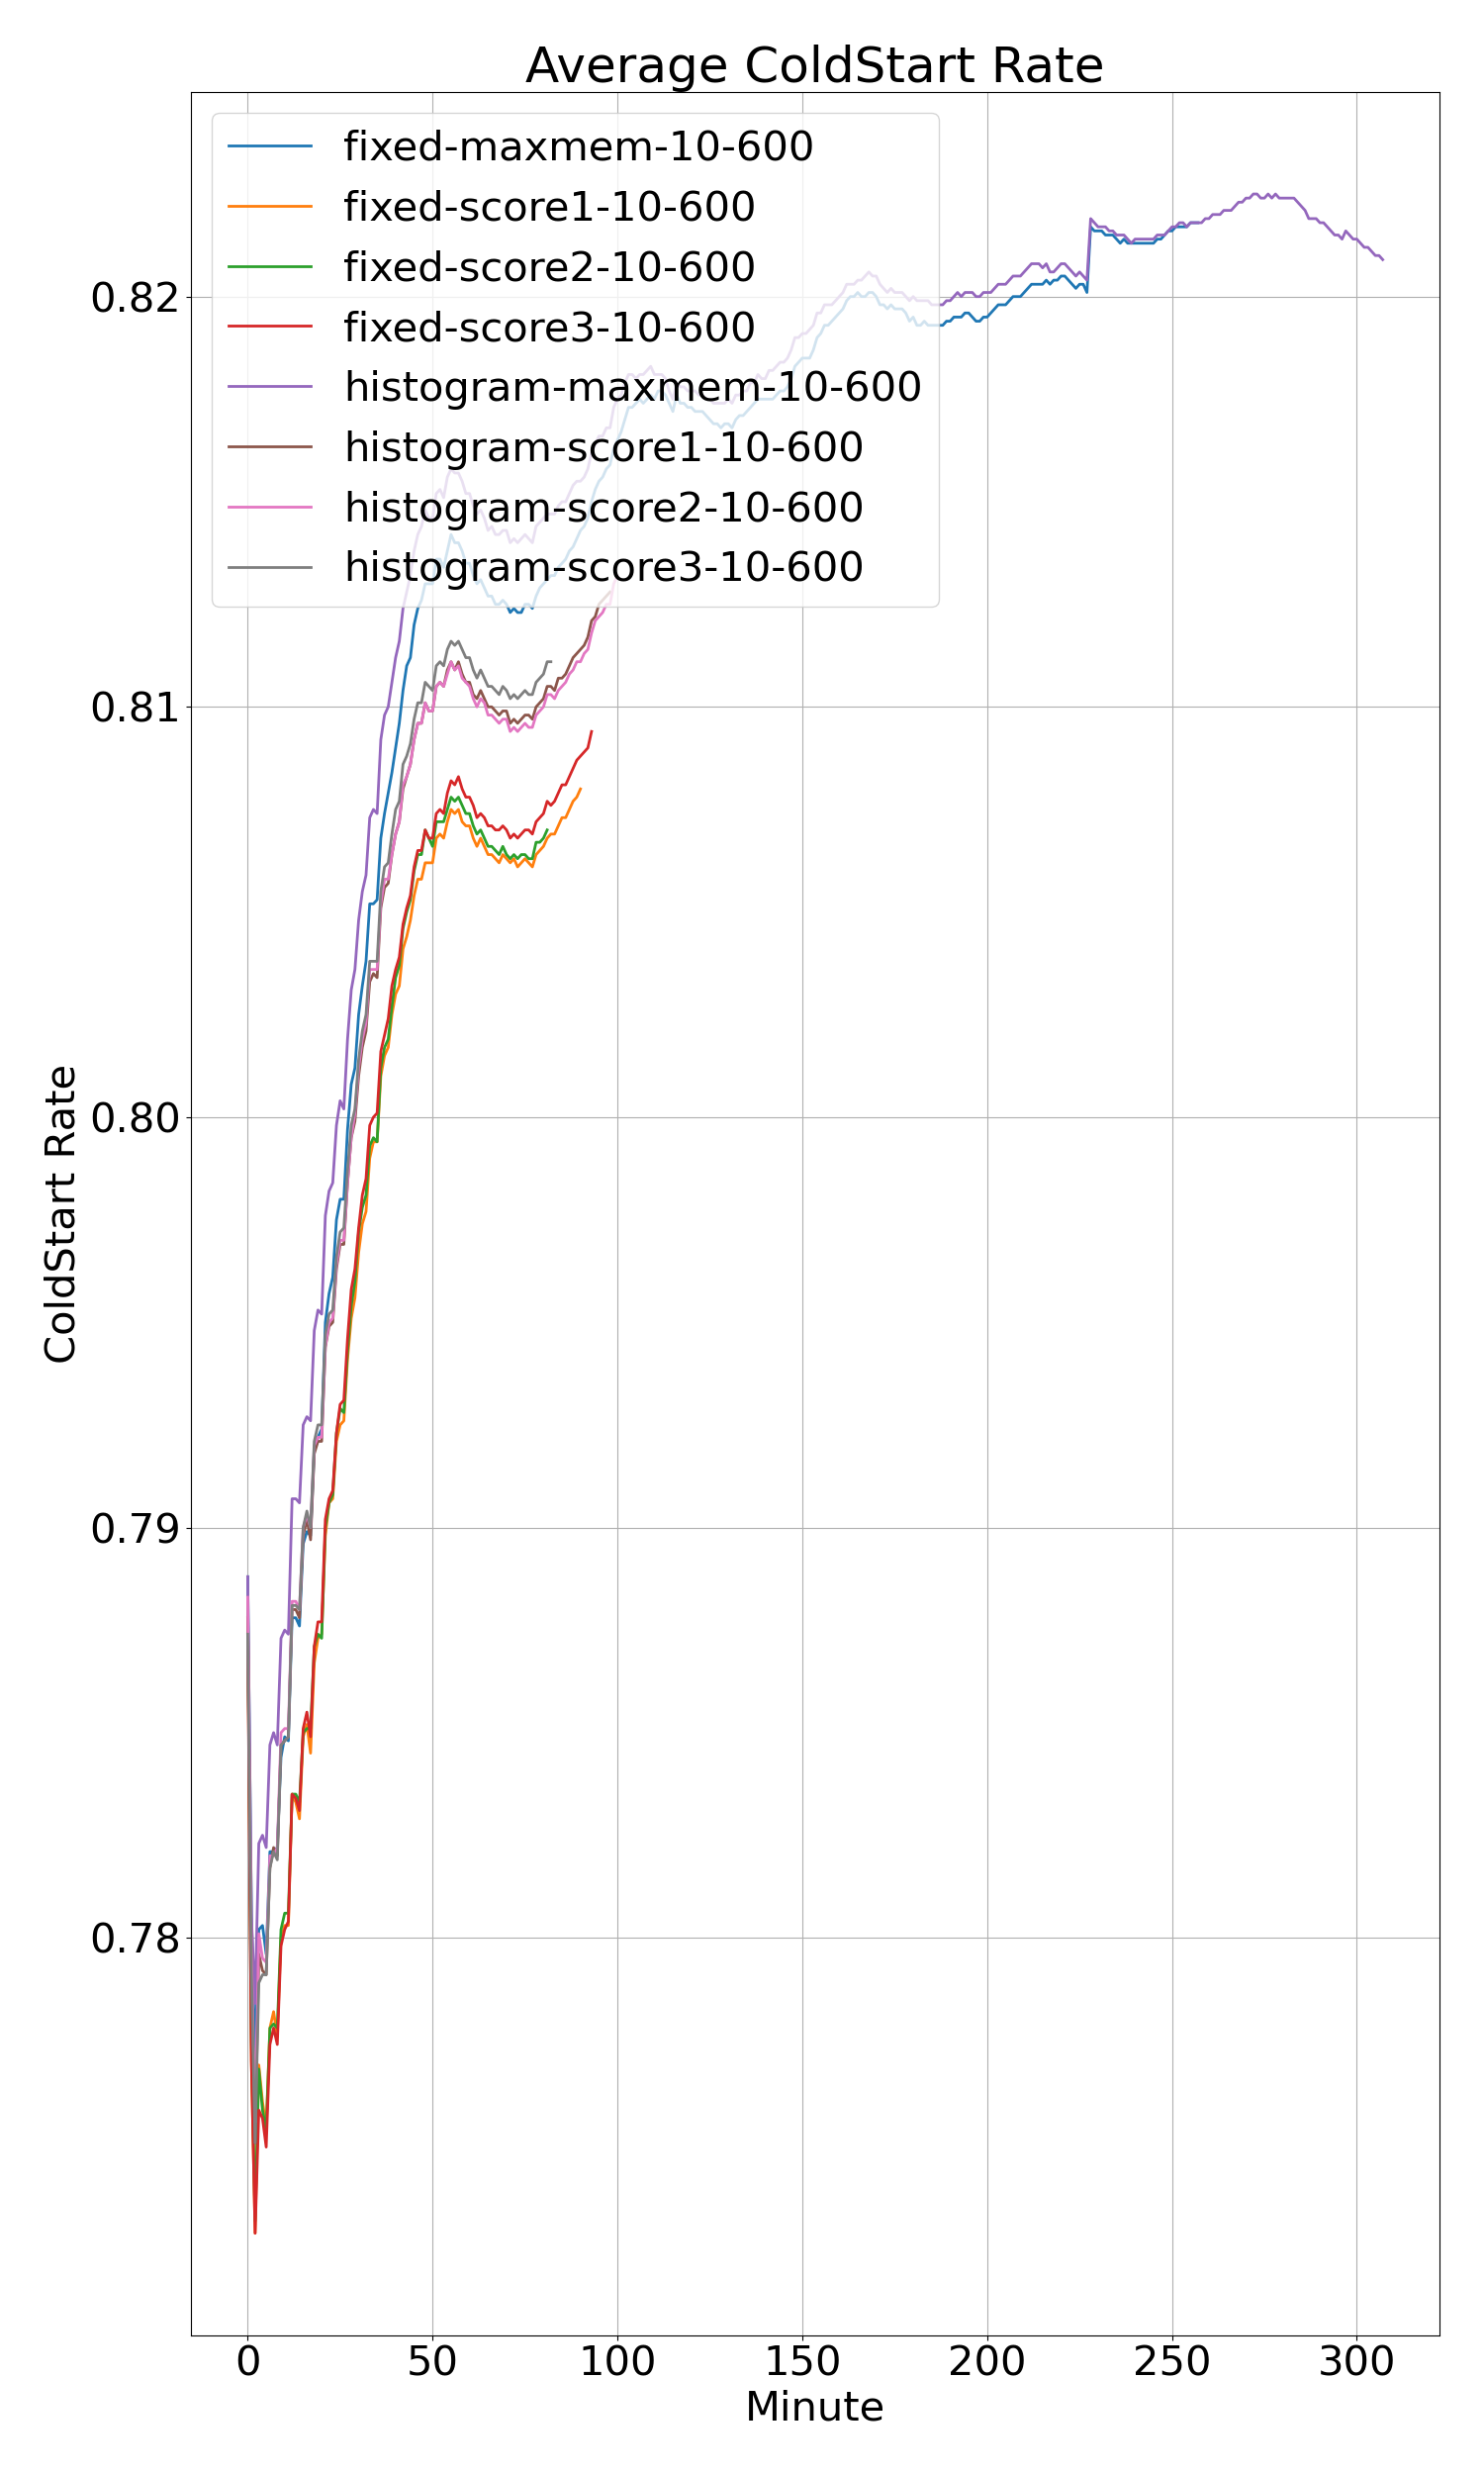 Average ColdStart Rate
fixed-maxmem-10-600
fixed-score1-10-600
fixed-score2-10-600
fixed-score3-10-600
histogram-maxmem-10-600
histogram-score1-10-600
histogram-score2-10-600
histogram-score3-10-600
0.82
0.81
0.80
0.79
0.78
ColdStart Rate
0 50 100 150 200 250 300
Minute